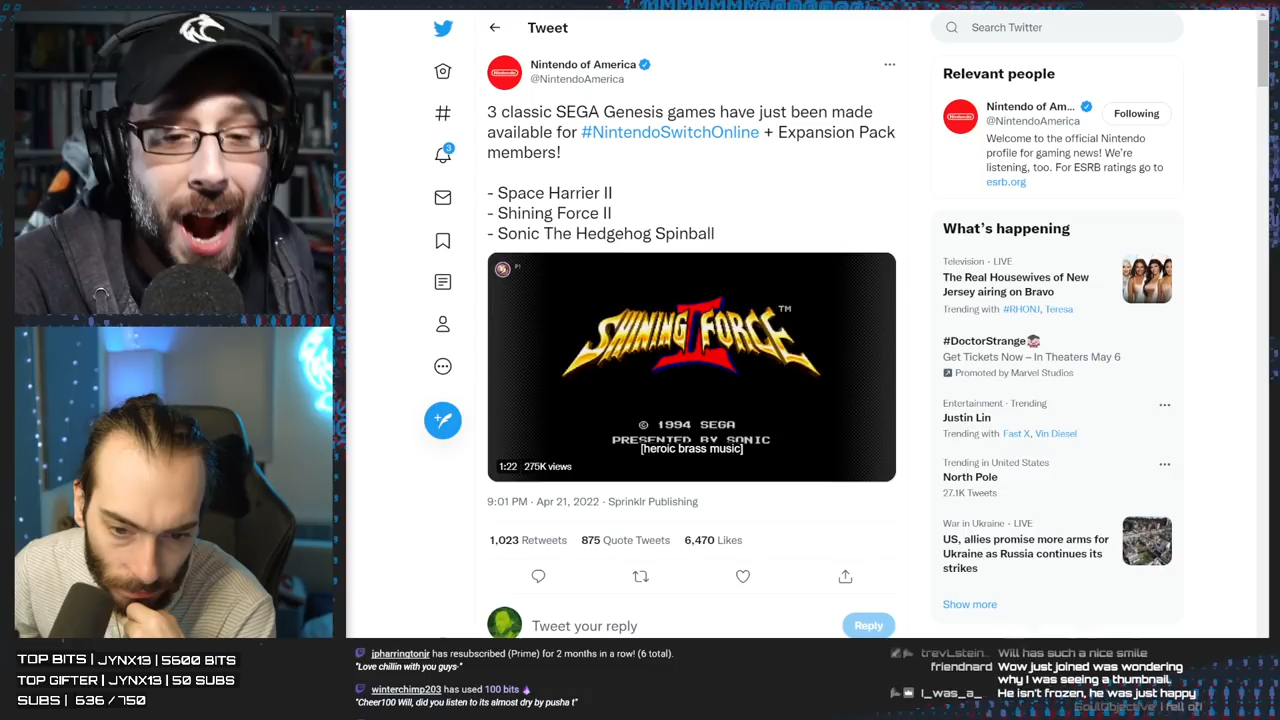 Tweet
Nintendo of America
@NintendoAmerica
3 classic SEGA Genesis games have just been made
available for #NintendoSwitchOnline + Expansion Pack
members!
- Space Harrier II
- Shining Force II
- Sonic The Hedgehog Spinball
P1
SHINING FORCE II TM
© 1994 SEGA
PRESENTED BY SONIC
[heroic brass music]
1:22 275K views
9:01 PM · Apr 21, 2022 · Sprinklr Publishing
1,023 Retweets 875 Quote Tweets 6,470 Likes
Tweet your reply
Reply
3
Search Twitter
Relevant people
Nintendo of Am...
@NintendoAmerica
Following
Welcome to the official Nintendo
profile for gaming news! We're
listening, too. For ESRB ratings go to
esrb.org
What's happening
Television · LIVE
The Real Housewives of New
Jersey airing on Bravo
Trending with #RHONJ, Teresa
#DoctorStrange
Get Tickets Now – In Theaters May 6
Promoted by Marvel Studios
Entertainment · Trending
Justin Lin
Trending with Fast X, Vin Diesel
Trending in United States
North Pole
27.1K Tweets
War in Ukraine · LIVE
US, allies promise more arms for
Ukraine as Russia continues its
strikes
Show more
TOP BITS | JYNX13 | 5600 BITS
TOP GIFTER | JYNX13 | 50 SUBS
SUBS | 636 / 750
jpharringtonjr has resubscribed (Prime) for 2 months in a row! (6 total).
"Love chillin with you guys·"
winterchimp203 has used 100 bits
"Cheer100 Will, did you listen to its almost dry by pusha t"
trevLstein_ Will has such a nice smile
friendnard Wow just joined was wondering
why I was seeing a thumbnail.
I_was_a_ He isn't frozen, he was just happy
SoulObjective I fell off